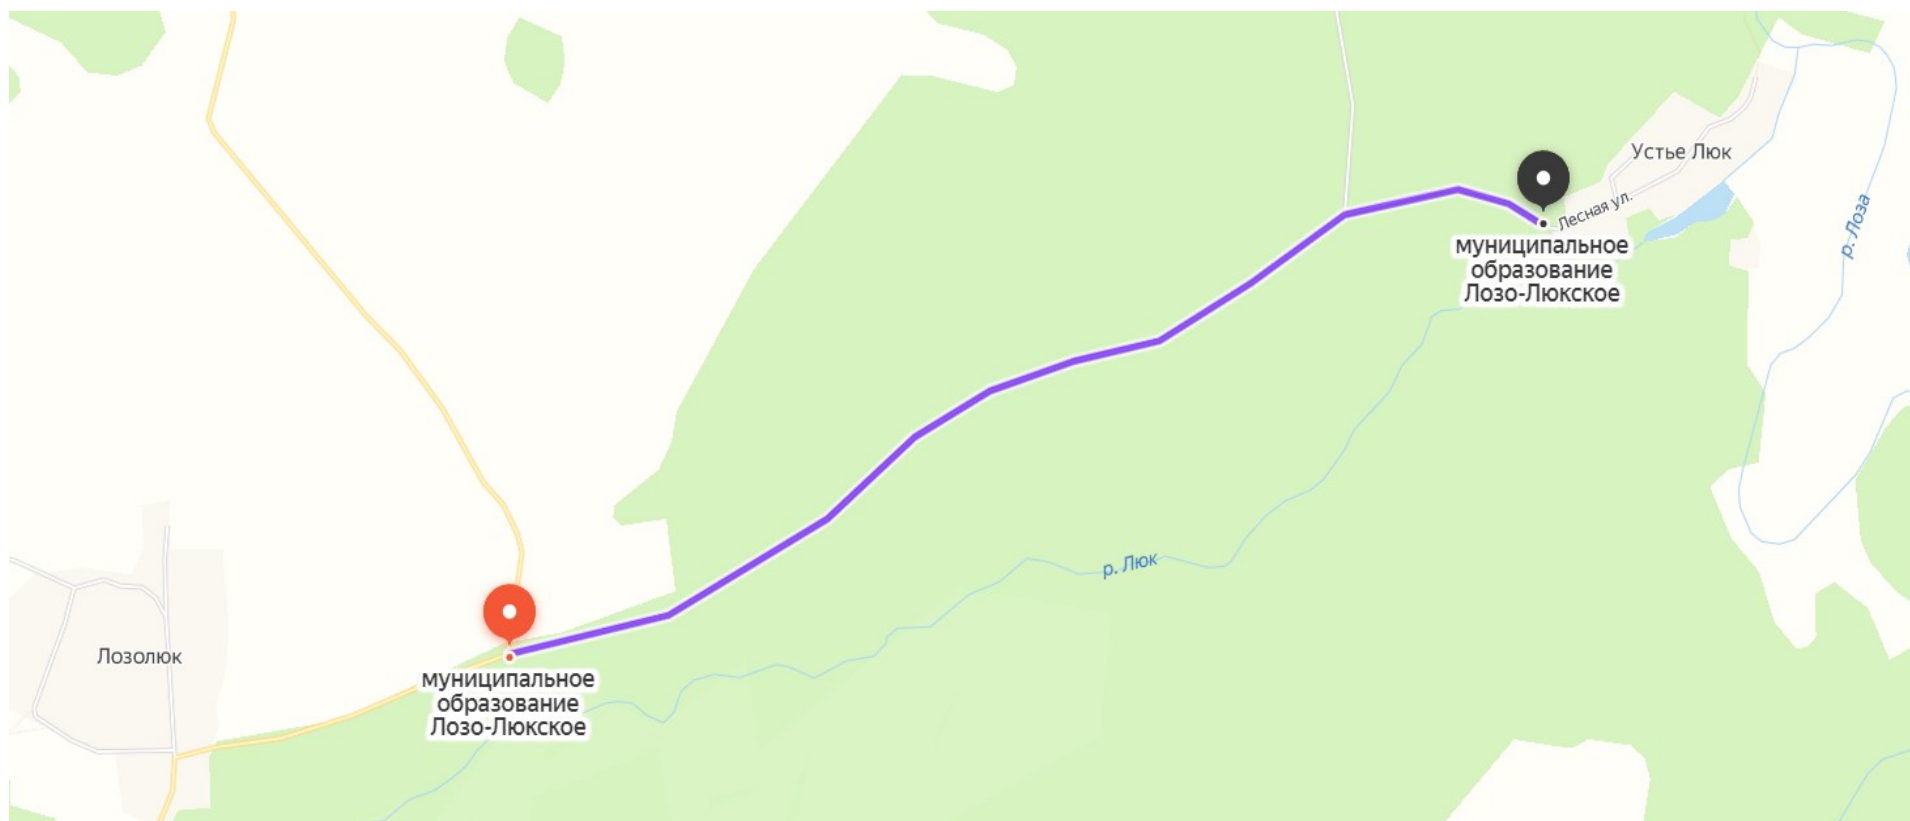 Устье Люк
Лесная ул.
р. Лоза
муниципальное
образование
Лозо-Люкское
р. Люк
Лозолюк
муниципальное
образование
Лозо-Люкское